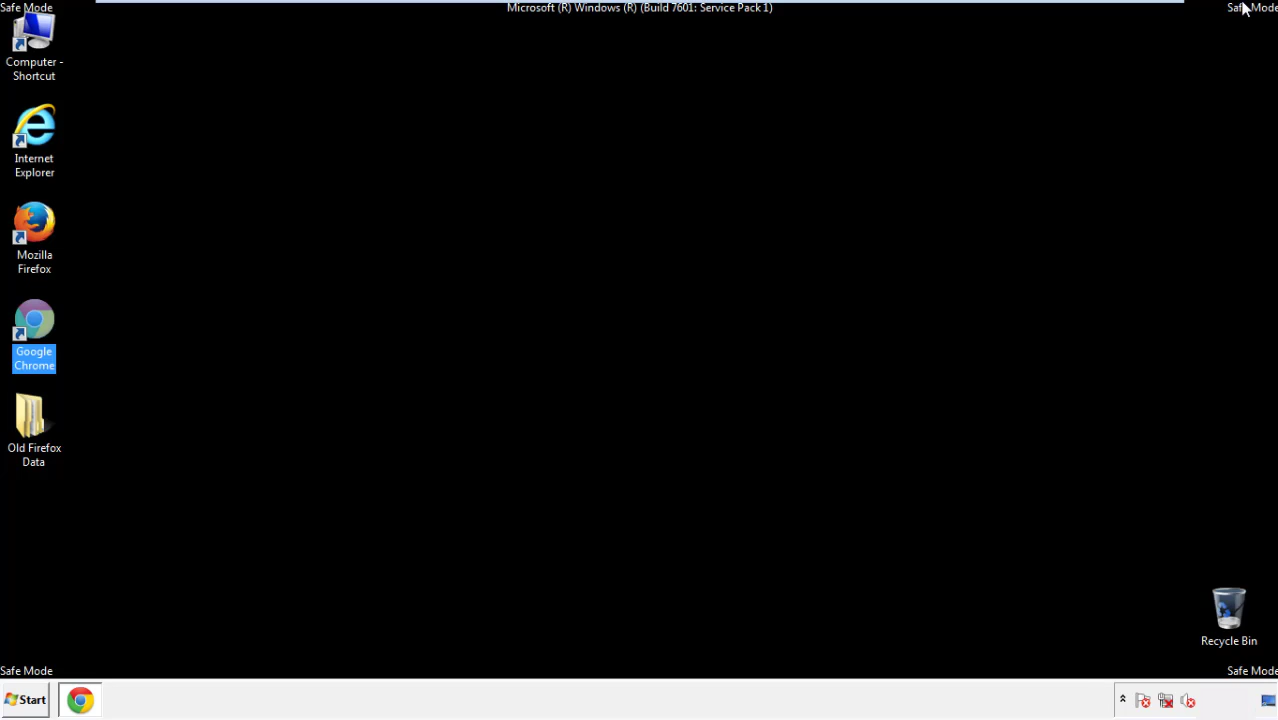 Safe Mode
Microsoft (R) Windows (R) (Build 7601: Service Pack 1)
Safe Mode
Computer -
Shortcut
Internet
Explorer
Mozilla
Firefox
Google
Chrome
Old Firefox
Data
Recycle Bin
Safe Mode
Safe Mode
Start